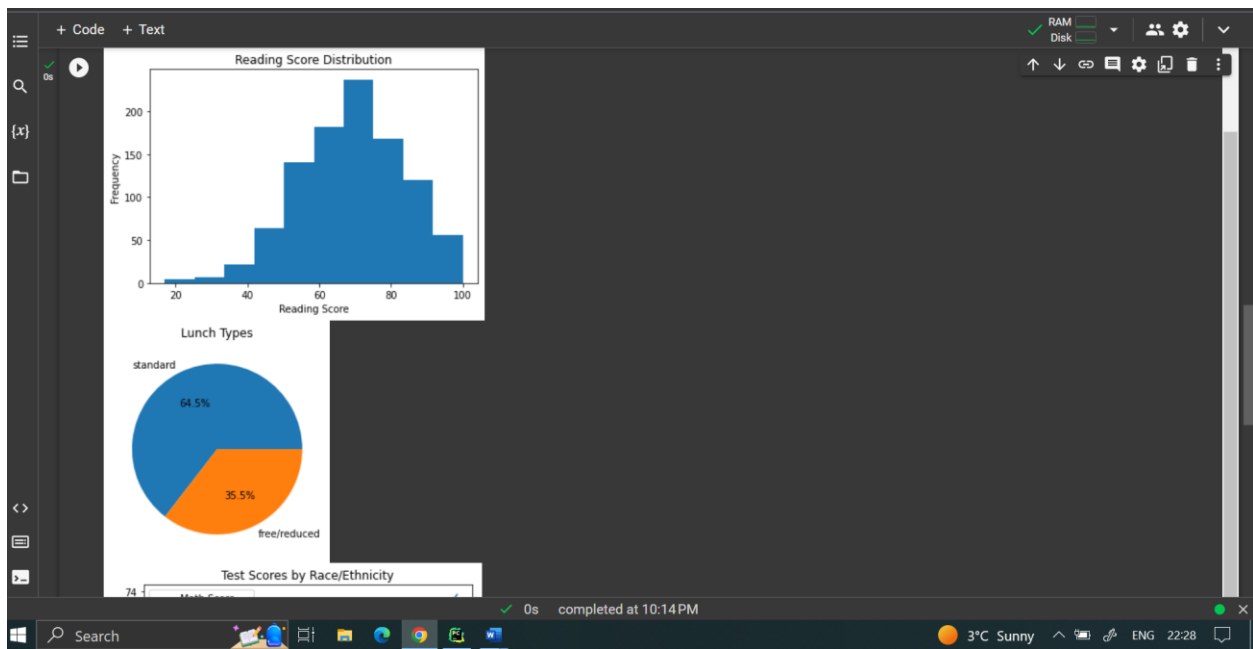 + Code + Text
RAM
Disk
0s
{x}
Reading Score Distribution
200
150
100
50
0
Frequency
20 40 60 80 100
Reading Score
Lunch Types
standard
64.5%
35.5%
free/reduced
Test Scores by Race/Ethnicity
74
Math Score
0s completed at 10:14 PM
Search
3°C Sunny
ENG
22:28